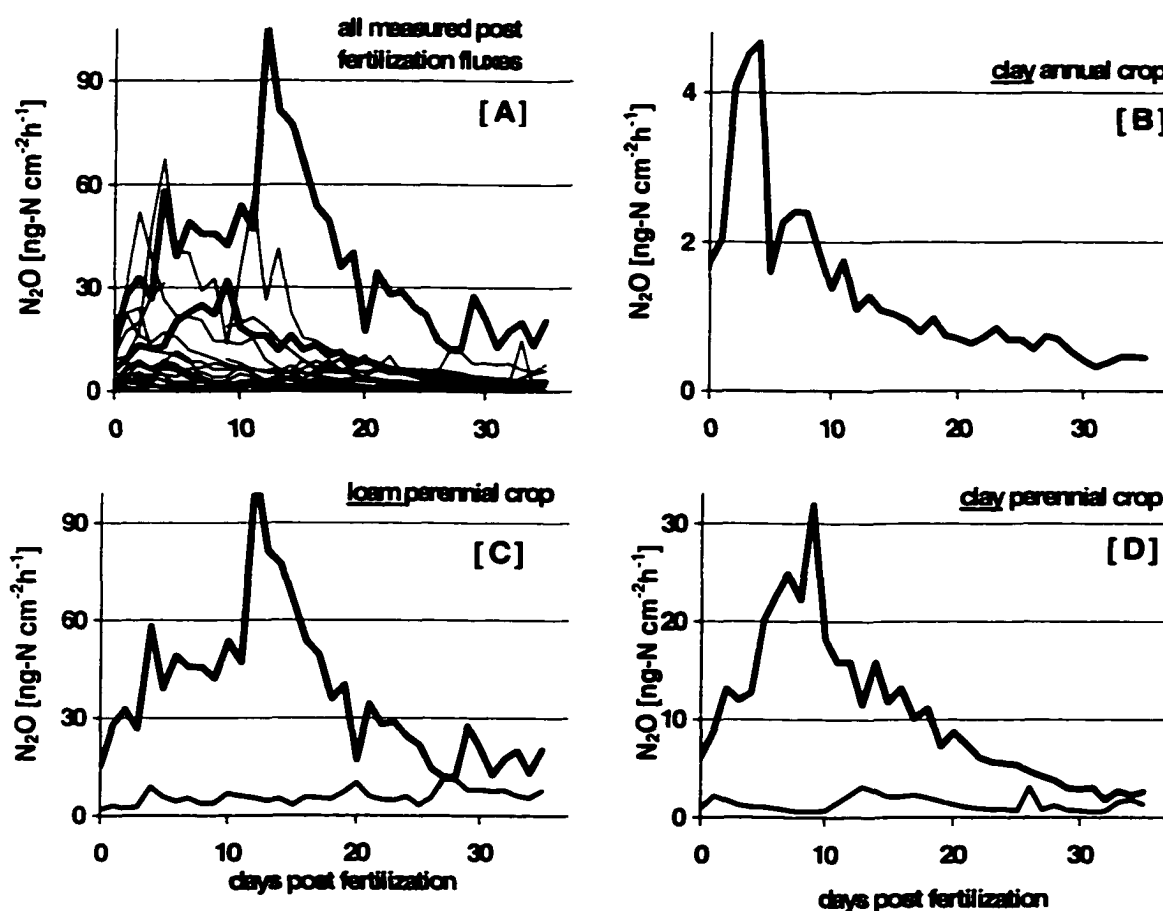 all measured post
fertilization fluxes
[A]
N₂O [ng-N cm⁻²h⁻¹]
90
60
30
0
0 10 20 30
clay annual crop
[B]
N₂O [ng-N cm⁻²h⁻¹]
4
2
0
0 10 20 30
loam perennial crop
[C]
N₂O [ng-N cm⁻²h⁻¹]
90
60
30
0
0 10 20 30
days post fertilization
clay perennial crop
[D]
N₂O [ng-N cm⁻²h⁻¹]
30
20
10
0
0 10 20 30
days post fertilization